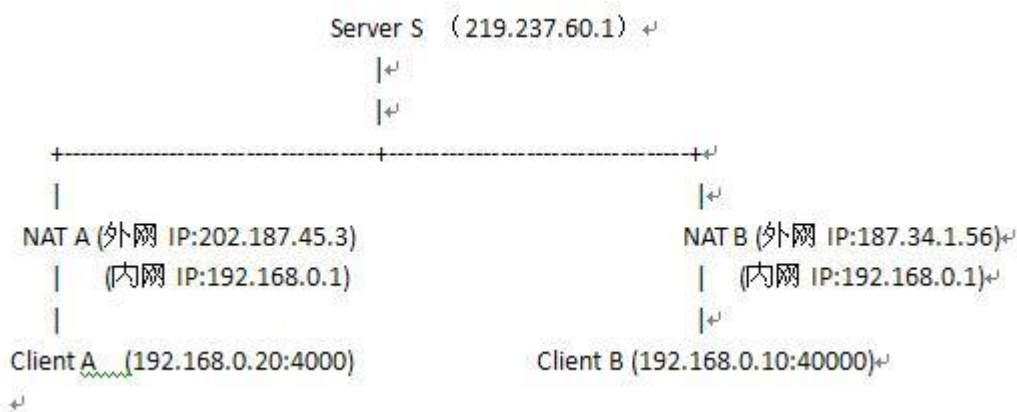 Server S （219.237.60.1）
|
|
+----------------------------------+----------------------------------+
| |
NAT A (外网 IP:202.187.45.3) NAT B (外网 IP:187.34.1.56)
| (内网 IP:192.168.0.1) | (内网 IP:192.168.0.1)
| |
Client A (192.168.0.20:4000) Client B (192.168.0.10:40000)